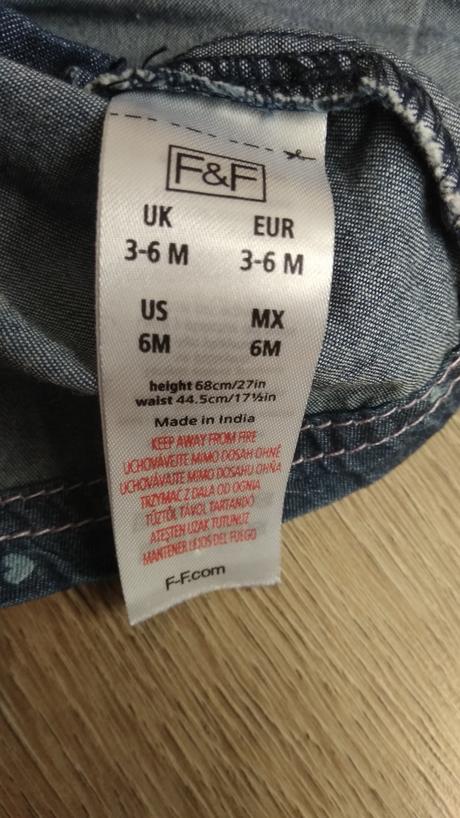 F&F
UK EUR
3-6 M 3-6 M
US MX
6M 6M
height 68cm/27in
waist 44.5cm/17½in
Made in India
KEEP AWAY FROM FIRE
UCHOVÁVEJTE MIMO DOSAH OHNĚ
UCHOVÁVAJTE MIMO DOSAHU OHŇA
TRZYMAĆ Z DALA OD OGNIA
TŰZTŐL TÁVOL TARTANDÓ
ATEŞTEN UZAK TUTUNUZ
MANTENER LEJOS DEL FUEGO
F-F.com